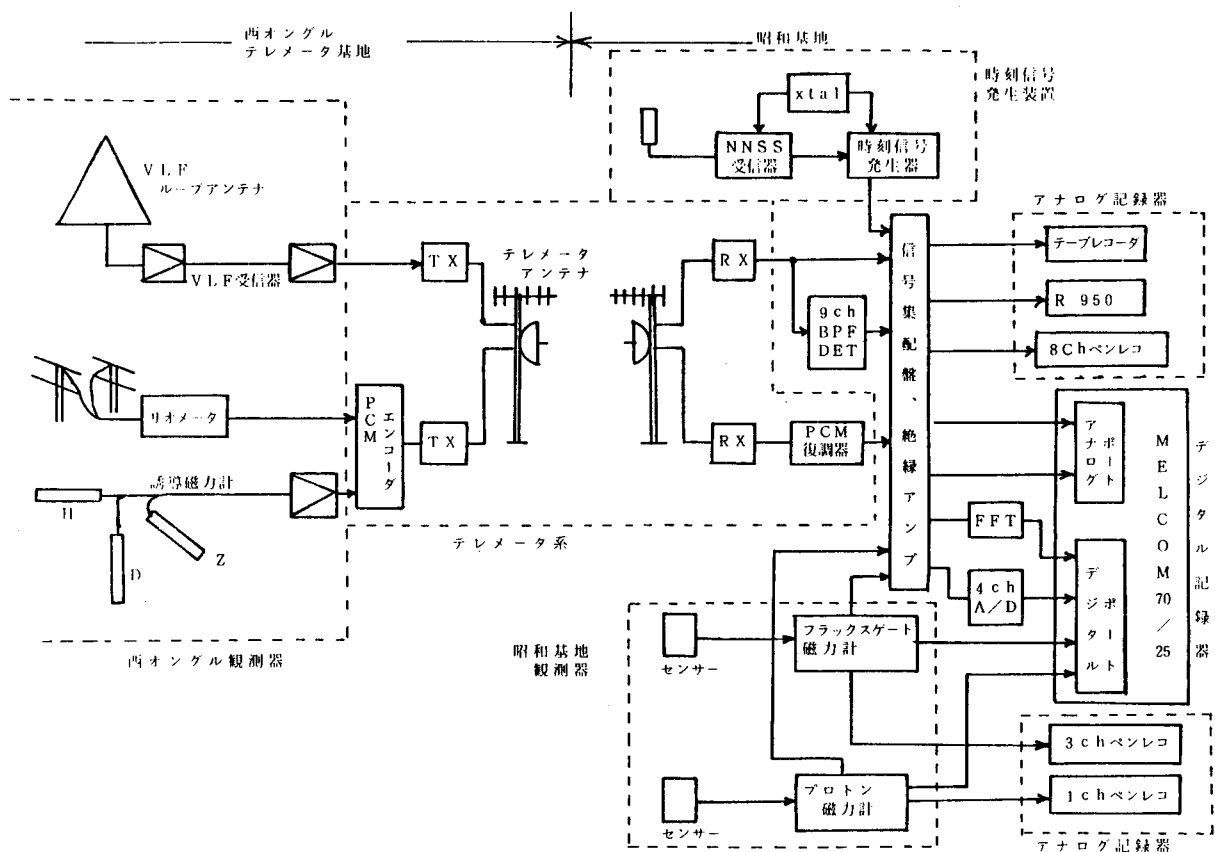 西オングル
テレメータ基地
昭和基地
時刻信号
発生装置
xtal
NNSS
受信器
時刻信号
発生器
VLF
ループアンテナ
VLF受信器
TX
テレメータ
アンテナ
RX
9ch
BPF
DET
信号集配盤、絶縁アンプ
アナログ記録器
テープレコータ
R 950
8Chペンレコ
リオメータ
PCM
エンコーダ
TX
RX
PCM
復調器
アナログ
ポート
MELCOM70/25
デジタル記録器
誘導磁力計
H
D
Z
テレメータ系
FFT
4ch
A/D
デジタル
ポート
西オングル観測器
昭和基地
観測器
センサー
フラックスゲート
磁力計
センサー
プロトン
磁力計
3chペンレコ
1chペンレコ
アナログ記録器